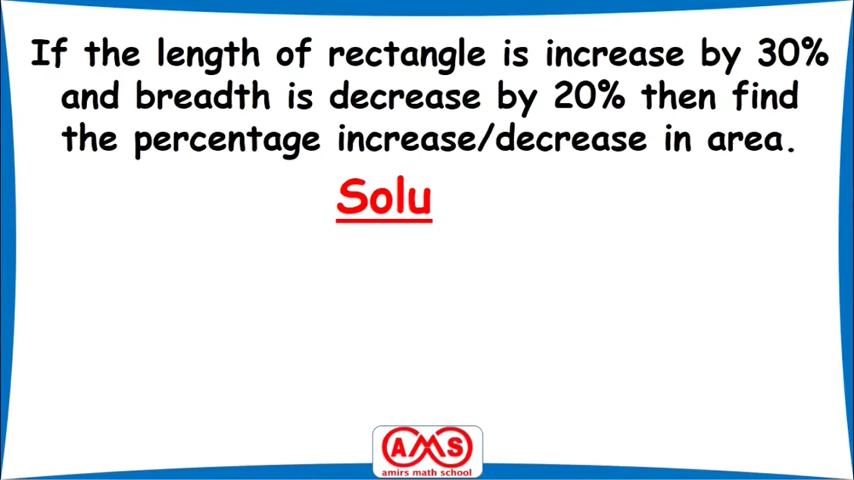 If the length of rectangle is increase by 30%
and breadth is decrease by 20% then find
the percentage increase/decrease in area.
Solu
AMS
amirs math school